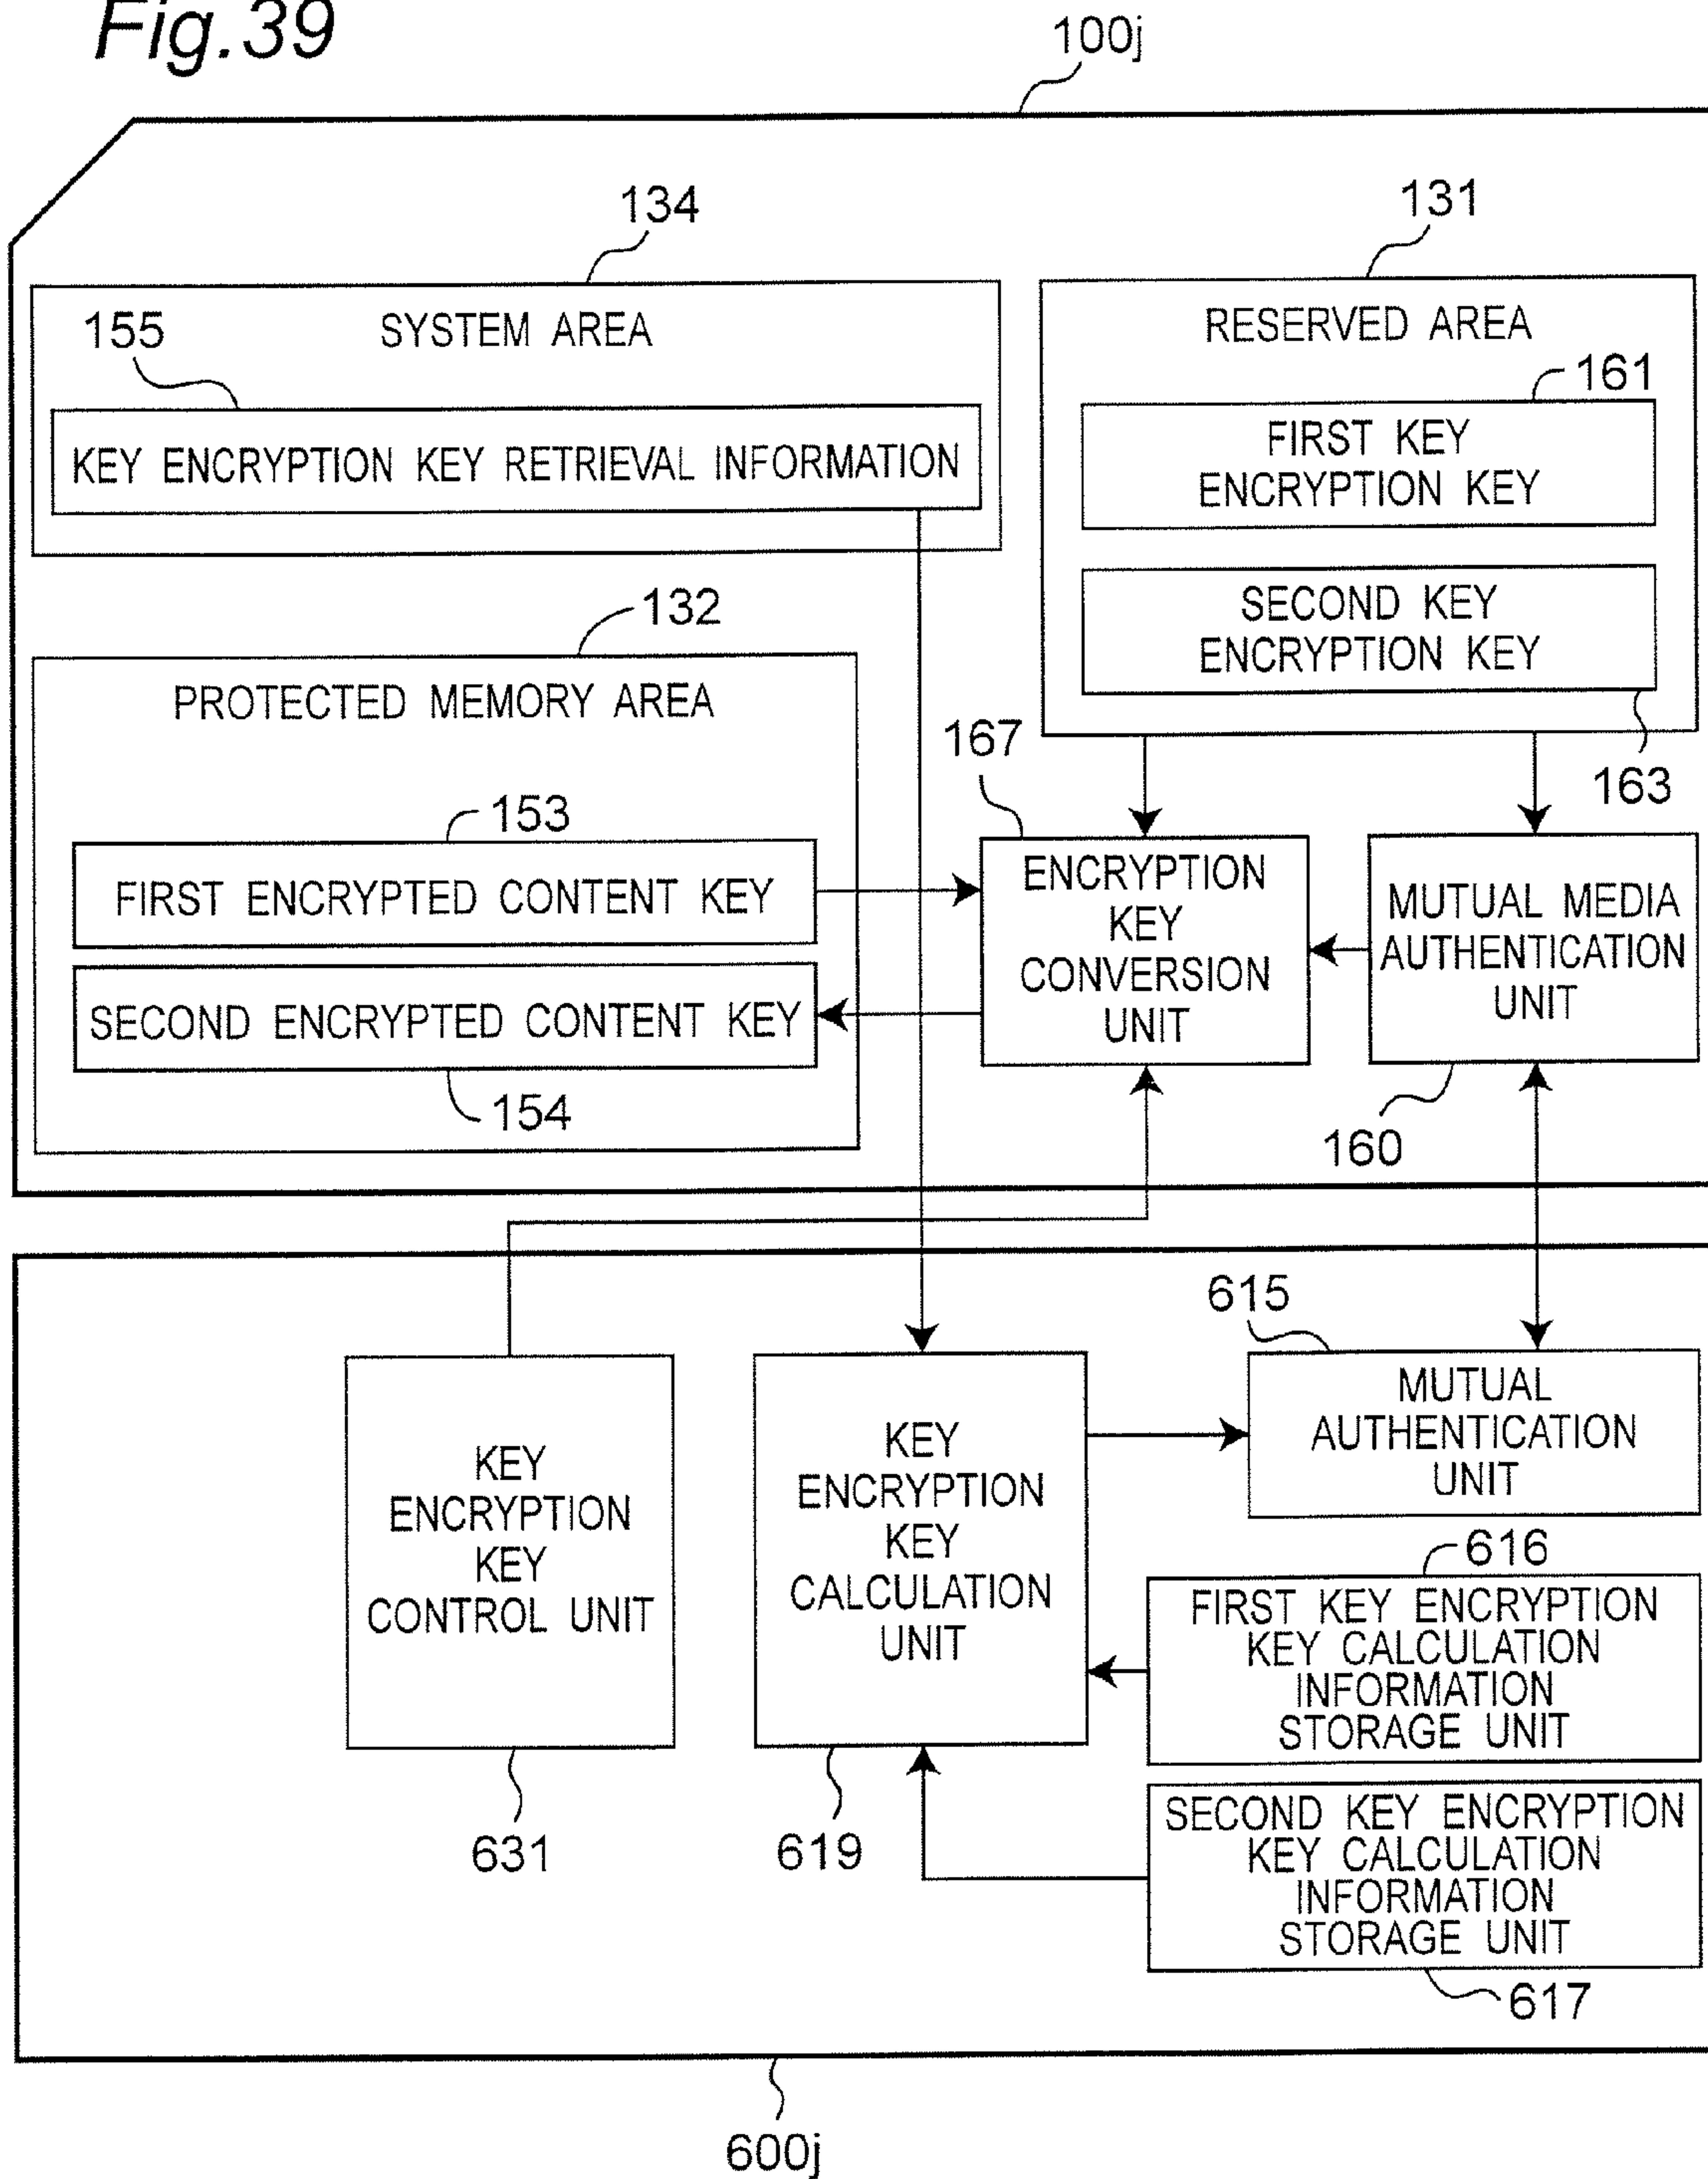 Fig.39
100j
134
131
155
SYSTEM AREA
RESERVED AREA
161
KEY ENCRYPTION KEY RETRIEVAL INFORMATION
FIRST KEY
ENCRYPTION KEY
SECOND KEY
ENCRYPTION KEY
132
PROTECTED MEMORY AREA
167
163
153
FIRST ENCRYPTED CONTENT KEY
ENCRYPTION
KEY
CONVERSION
UNIT
MUTUAL MEDIA
AUTHENTICATION
UNIT
SECOND ENCRYPTED CONTENT KEY
154
160
615
KEY
ENCRYPTION
KEY
CONTROL UNIT
KEY
ENCRYPTION
KEY
CALCULATION
UNIT
MUTUAL
AUTHENTICATION
UNIT
616
FIRST KEY ENCRYPTION
KEY CALCULATION
INFORMATION
STORAGE UNIT
SECOND KEY ENCRYPTION
KEY CALCULATION
INFORMATION
STORAGE UNIT
631
619
617
600j